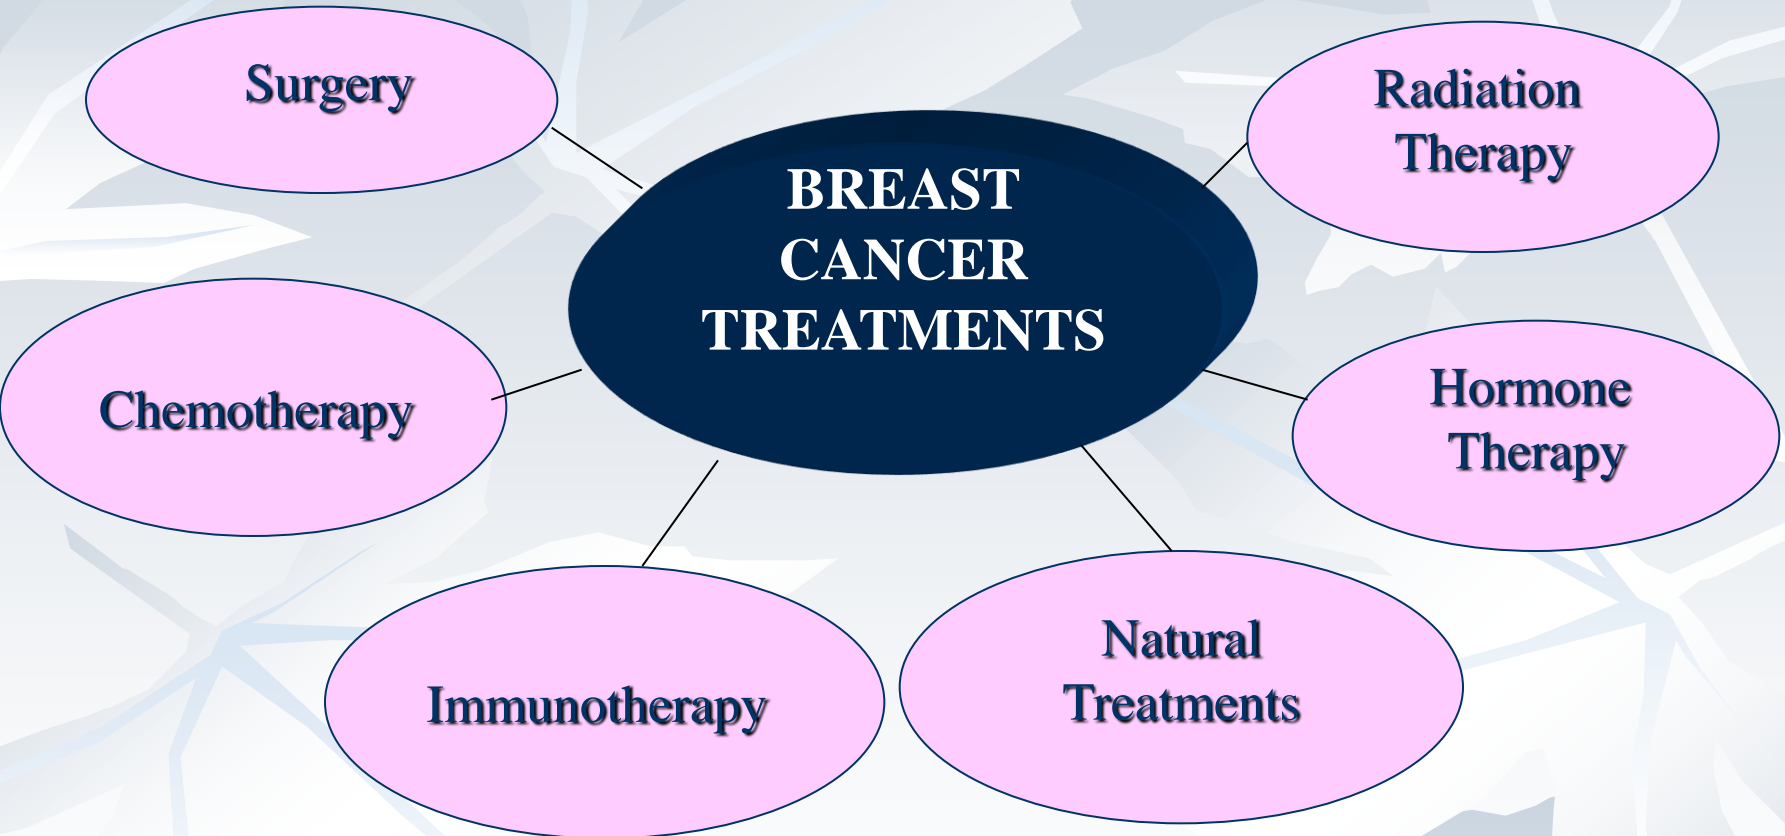 Surgery
Radiation
Therapy
BREAST
CANCER
TREATMENTS
Chemotherapy
Hormone
Therapy
Immunotherapy
Natural
Treatments